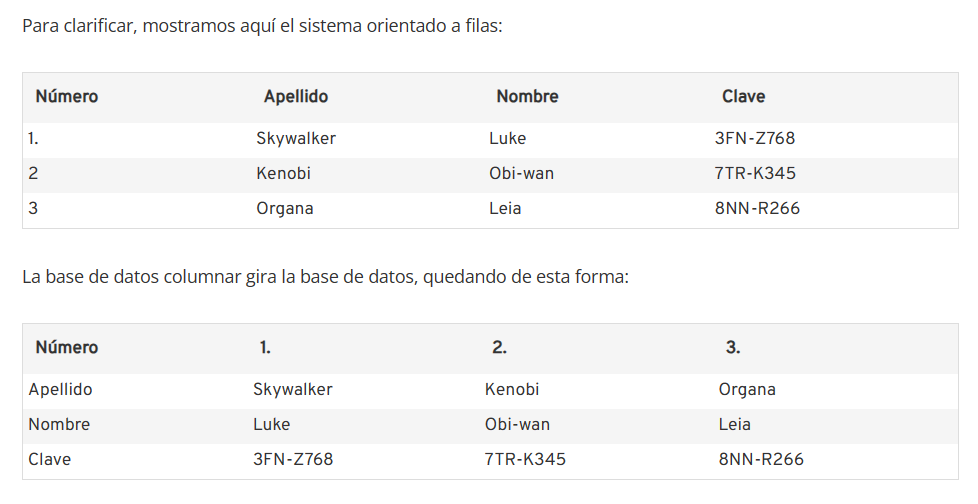 Para clarificar, mostramos aquí el sistema orientado a filas:
Número Apellido Nombre Clave
1. Skywalker Luke 3FN-Z768
2 Kenobi Obi-wan 7TR-K345
3 Organa Leia 8NN-R266
La base de datos columnar gira la base de datos, quedando de esta forma:
Número 1. 2. 3.
Apellido Skywalker Kenobi Organa
Nombre Luke Obi-wan Leia
Clave 3FN-Z768 7TR-K345 8NN-R266